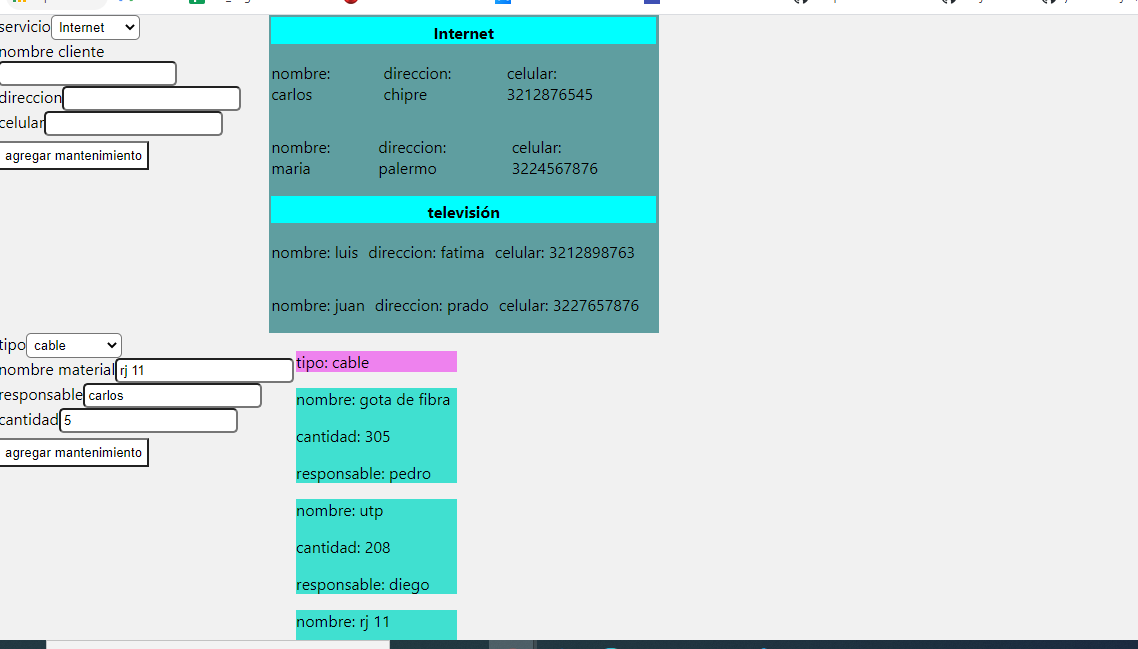 servicio Internet
nombre cliente
direccion
celular
agregar mantenimiento
Internet
nombre: direccion: celular:
carlos chipre 3212876545
nombre: direccion: celular:
maria palermo 3224567876
televisión
nombre: luis direccion: fatima celular: 3212898763
nombre: juan direccion: prado celular: 3227657876
tipo cable
nombre material rj 11
responsable carlos
cantidad 5
agregar mantenimiento
tipo: cable
nombre: gota de fibra
cantidad: 305
responsable: pedro
nombre: utp
cantidad: 208
responsable: diego
nombre: rj 11